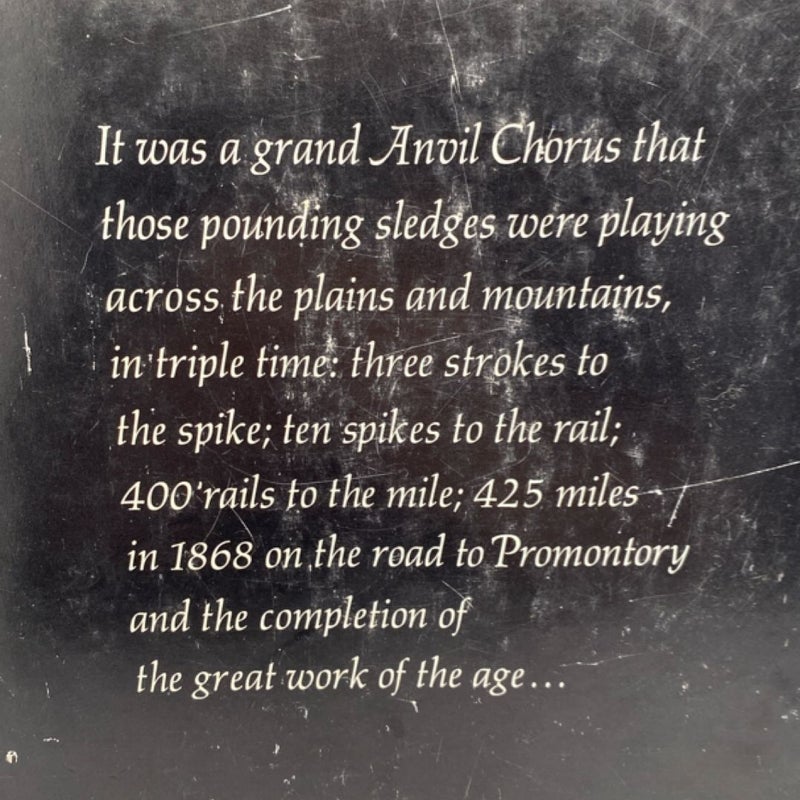 It was a grand Anvil Chorus that
those pounding sledges were playing
across the plains and mountains,
in triple time: three strokes to
the spike; ten spikes to the rail;
400 rails to the mile; 425 miles
in 1868 on the road to Promontory
and the completion of
the great work of the age...